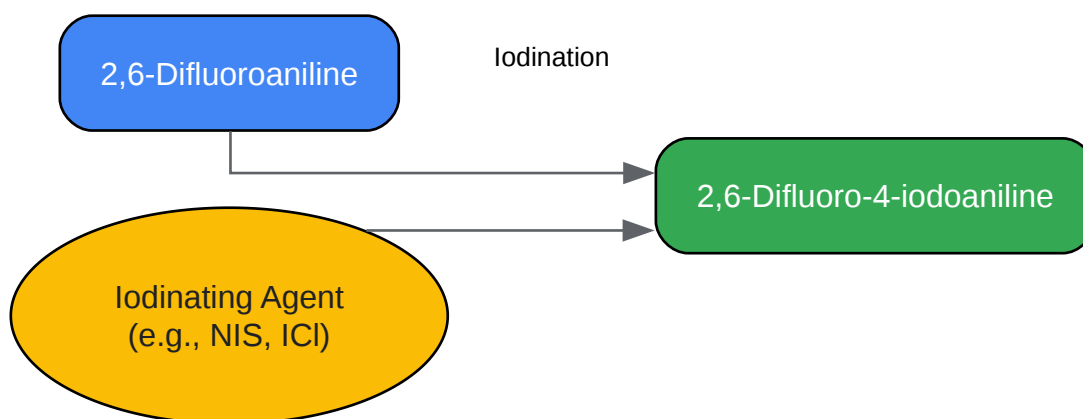 2,6-Difluoroaniline
Iodination
2,6-Difluoro-4-iodoaniline
Iodinating Agent
(e.g., NIS, ICl)